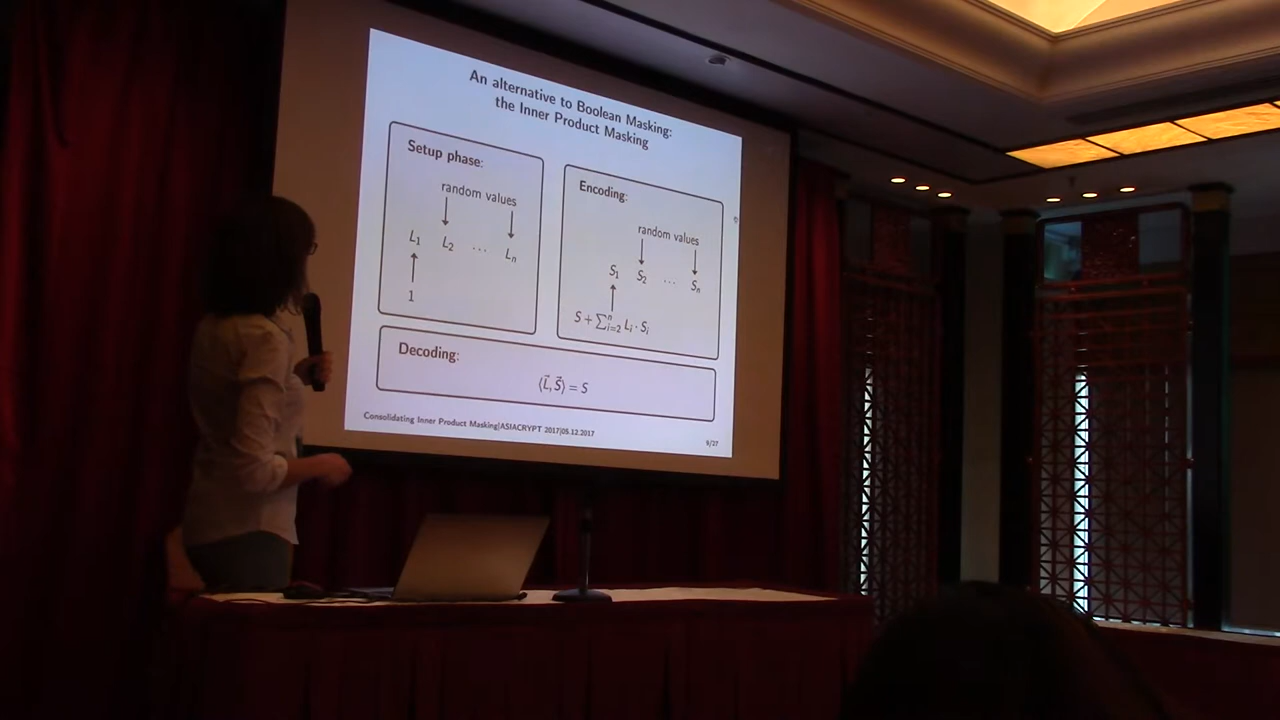 An alternative to Boolean Masking:
the Inner Product Masking
Setup phase:
random values
L₁ L₂ ... Lₙ
1
Encoding:
random values
S₁ S₂ ... Sₙ
S + ∑ⁿᵢ₌₂ Lᵢ · Sᵢ
Decoding:
⟨L⃗, S⃗⟩ = S
Consolidating Inner Product Masking|ASIACRYPT 2017|05.12.2017
9/27